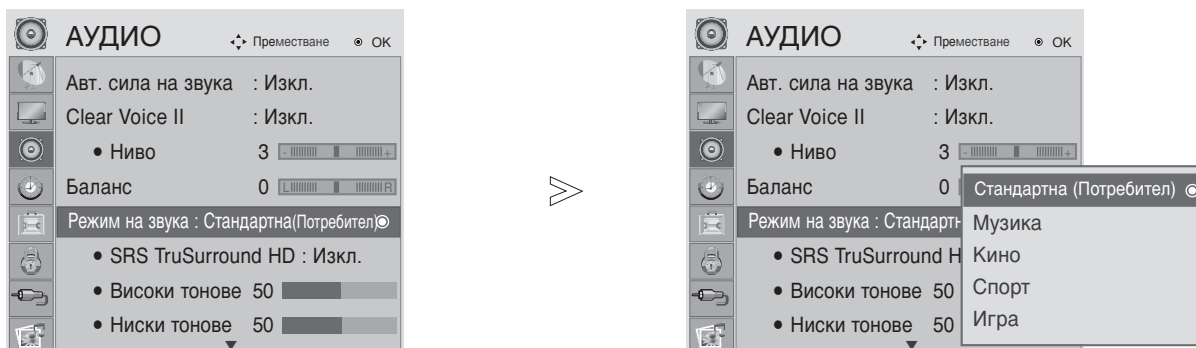 АУДИО Преместване OK
Авт. сила на звука : Изкл.
Clear Voice II : Изкл.
• Ниво 3 - +
Баланс 0 L R
Режим на звука : Стандартна(Потребител)
• SRS TruSurround HD : Изкл.
• Високи тонове 50
• Ниски тонове 50
АУДИО Преместване OK
Авт. сила на звука : Изкл.
Clear Voice II : Изкл.
• Ниво 3 - +
Баланс 0
Режим на звука : Стандартн
• SRS TruSurround H
• Високи тонове 50
• Ниски тонове 50
Стандартна (Потребител)
Музика
Кино
Спорт
Игра